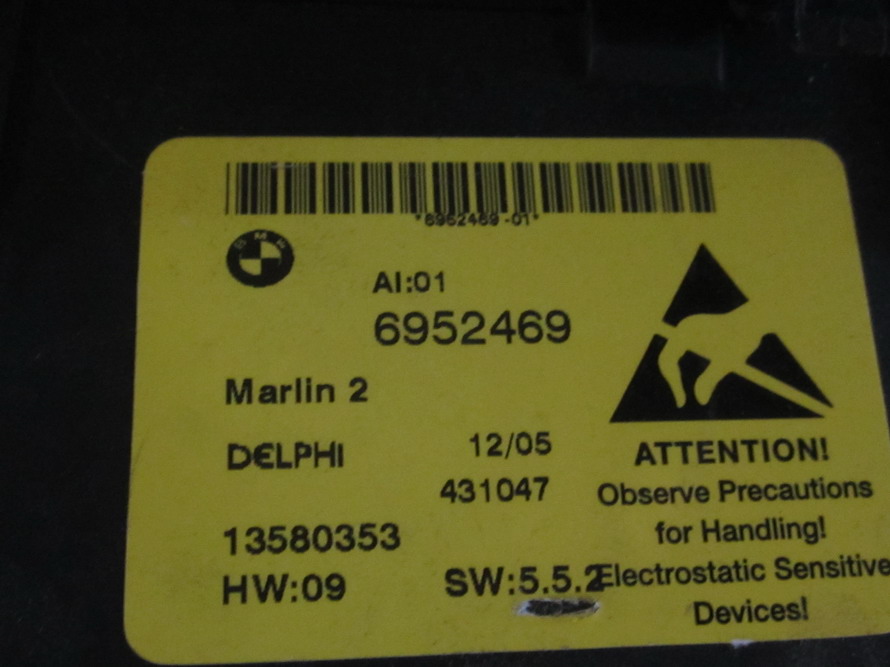 *6952469-01*
BMW
AI:01
6952469
Marlin 2
DELPHI 12/05
431047
13580353
HW:09 SW:5.5.2
ATTENTION!
Observe Precautions
for Handling!
Electrostatic Sensitive
Devices!